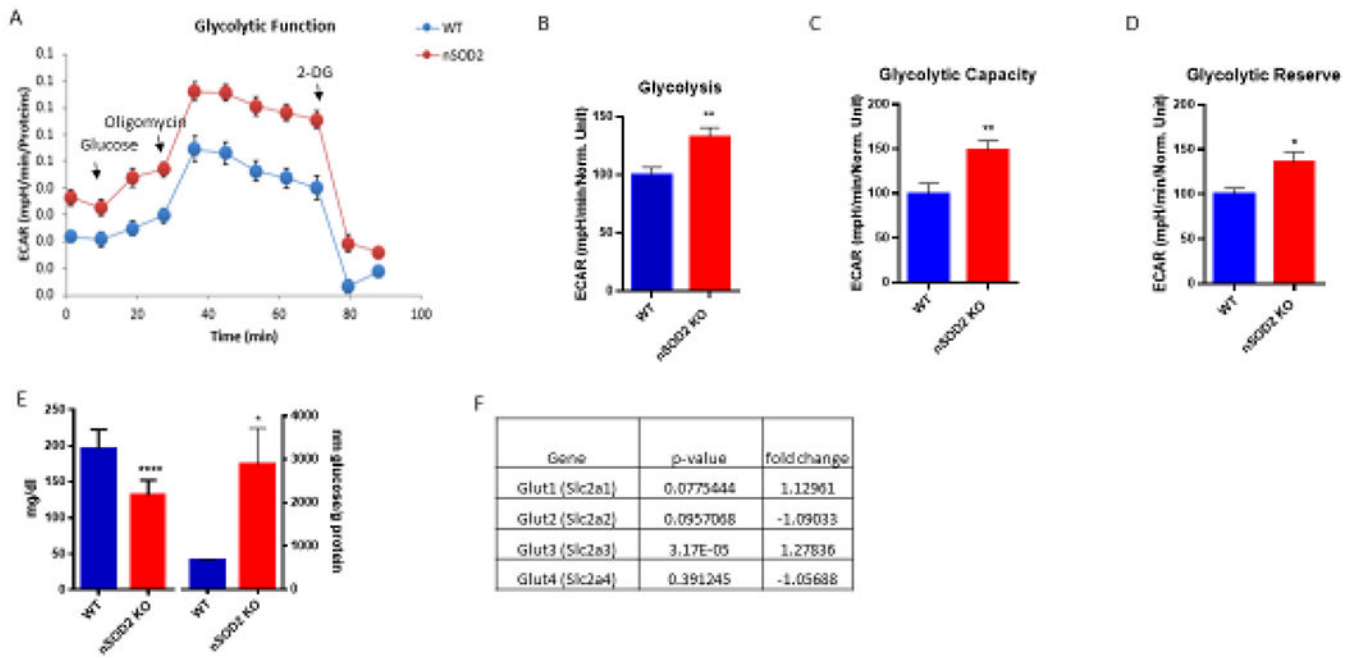 A
Glycolytic Function
WT
nSOD2
ECAR (mpH/min/Proteins)
0.1
0.1
0.1
0.1
0.1
0.0
0.0
0.0
0.0
0.0
Glucose
Oligomycin
2-DG
0
20
40
60
80
100
Time (min)
B
Glycolysis
**
ECAR (mpH/min/Norm. Unit)
150
100
50
0
WT
nSOD2 KO
C
Glycolytic Capacity
**
ECAR (mpH/min/Norm. Unit)
200
150
100
50
0
WT
nSOD2 KO
D
Glycolytic Reserve
*
ECAR (mpH/min/Norm. Unit)
200
150
100
50
0
WT
nSOD2 KO
E
mg/dl
250
200
150
100
50
0
****
*
4000
3000
2000
1000
0
nm glucose/g protein
WT
nSOD2 KO
WT
nSOD2 KO
F
Gene p-value fold change
Glut1 (Slc2a1) 0.0775444 1.12961
Glut2 (Slc2a2) 0.0957068 -1.09033
Glut3 (Slc2a3) 3.17E-05 1.27836
Glut4 (Slc2a4) 0.391245 -1.05688